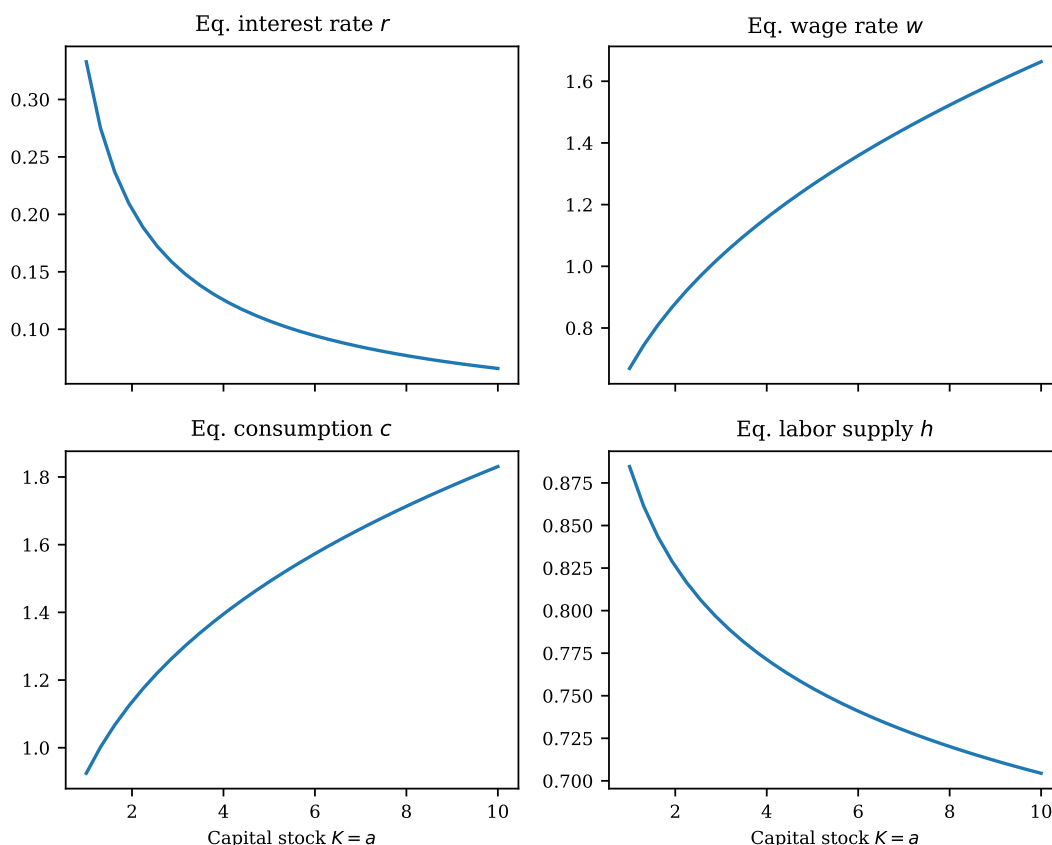 Eq. interest rate r
0.30
0.25
0.20
0.15
0.10
Eq. wage rate w
1.6
1.4
1.2
1.0
0.8
Eq. consumption c
1.8
1.6
1.4
1.2
1.0
2 4 6 8 10
Capital stock K = a
Eq. labor supply h
0.875
0.850
0.825
0.800
0.775
0.750
0.725
0.700
2 4 6 8 10
Capital stock K = a